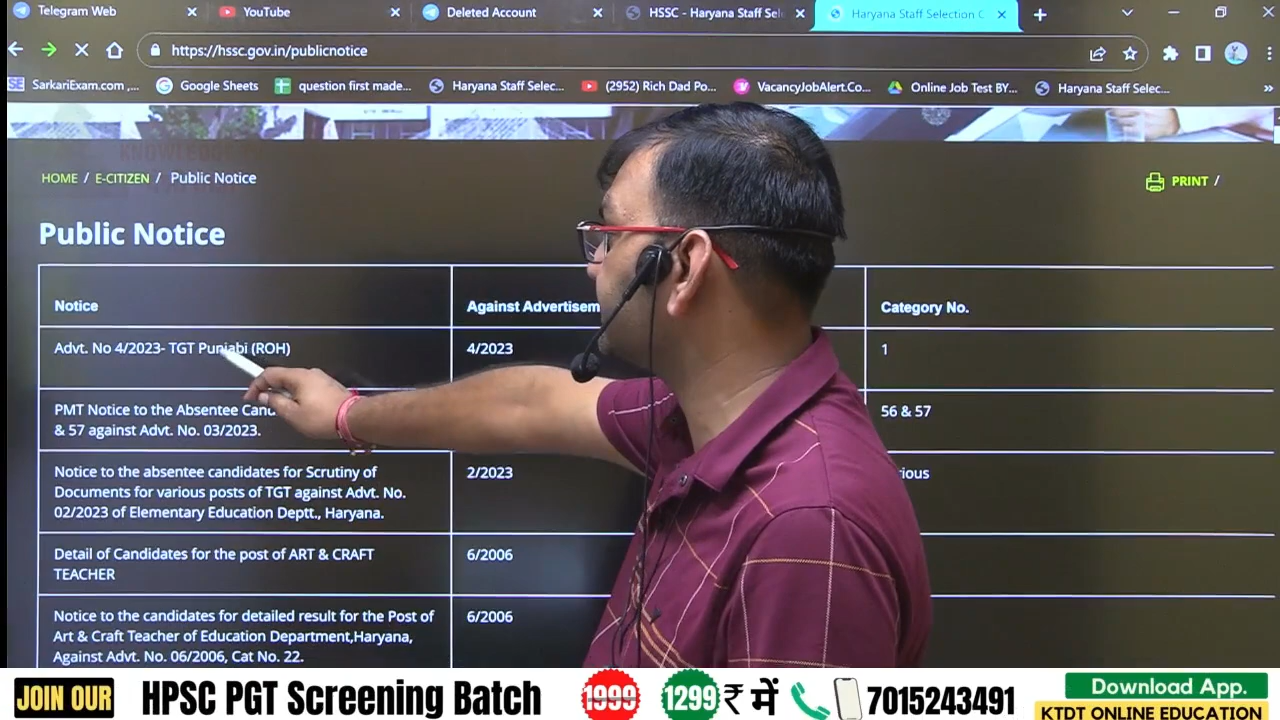 Telegram Web
YouTube
Deleted Account
HSSC - Haryana Staff Sel
Haryana Staff Selection C
https://hssc.gov.in/publicnotice
SE SarkariExam.com ,...
Google Sheets
question first made...
Haryana Staff Selec...
(2952) Rich Dad Po...
VacancyJobAlert.Co...
Online Job Test BY...
Haryana Staff Selec...
HOME / E-CITIZEN / Public Notice
PRINT /
Public Notice
Notice
Against Advertisem
Category No.
Advt. No 4/2023- TGT Punjabi (ROH)
4/2023
1
PMT Notice to the Absentee Cand
& 57 against Advt. No. 03/2023.
56 & 57
Notice to the absentee candidates for Scrutiny of
Documents for various posts of TGT against Advt. No.
02/2023 of Elementary Education Deptt., Haryana.
2/2023
ious
Detail of Candidates for the post of ART & CRAFT
TEACHER
6/2006
Notice to the candidates for detailed result for the Post of
Art & Craft Teacher of Education Department,Haryana,
Against Advt. No. 06/2006, Cat No. 22.
6/2006
JOIN OUR HPSC PGT Screening Batch 1999 1299 ₹ में 7015243491
Download App.
KTDT ONLINE EDUCATION